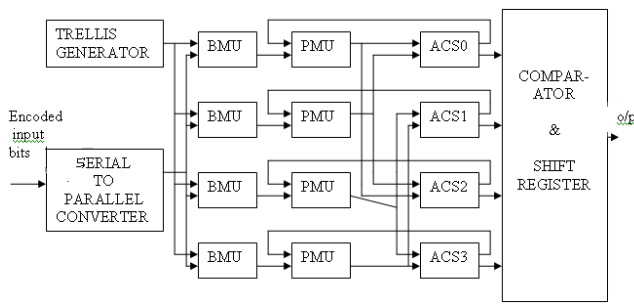 TRELLIS
GENERATOR
BMU
PMU
ACS0
BMU
PMU
ACS1
BMU
PMU
ACS2
BMU
PMU
ACS3
Encoded
input
bits
SERIAL
TO
PARALLEL
CONVERTER
COMPAR-
ATOR
&
SHIFT
REGISTER
o/p